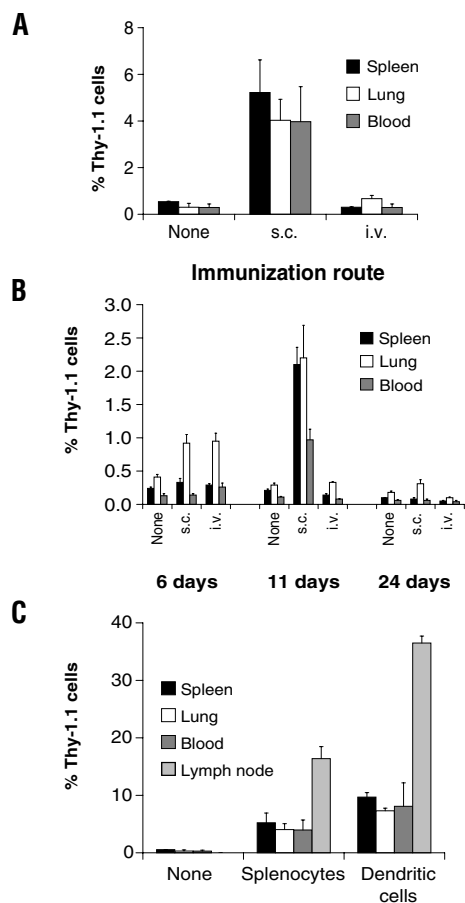 A
% Thy-1.1 cells
8
6
4
2
0
Spleen
Lung
Blood
None s.c. i.v.
Immunization route
B
% Thy-1.1 cells
3.0
2.5
2.0
1.5
1.0
0.5
0.0
Spleen
Lung
Blood
None s.c. i.v. None s.c. i.v. None s.c. i.v.
6 days 11 days 24 days
C
% Thy-1.1 cells
40
30
20
10
0
Spleen
Lung
Blood
Lymph node
None Splenocytes Dendritic
cells